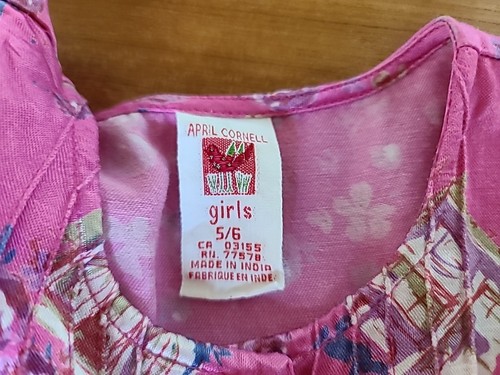 APRIL CORNELL
girls
5/6
CA 03155
RN. 77578
MADE IN INDIA
FABRIQUE EN INDE